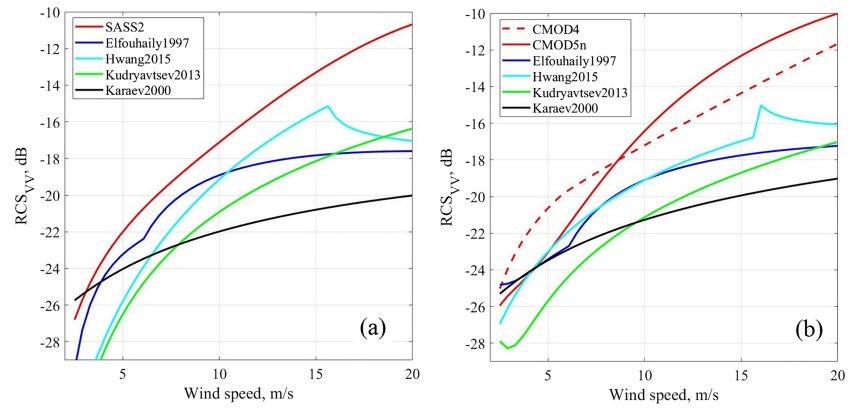 -10
-12
-14
-16
-18
-20
-22
-24
-26
-28
RCSVV, dB
SASS2
Elfouhaily1997
Hwang2015
Kudryavtsev2013
Karaev2000
(a)
5
10
15
20
Wind speed, m/s
-10
-12
-14
-16
-18
-20
-22
-24
-26
-28
RCSVV, dB
CMOD4
CMOD5n
Elfouhaily1997
Hwang2015
Kudryavtsev2013
Karaev2000
(b)
5
10
15
20
Wind speed, m/s